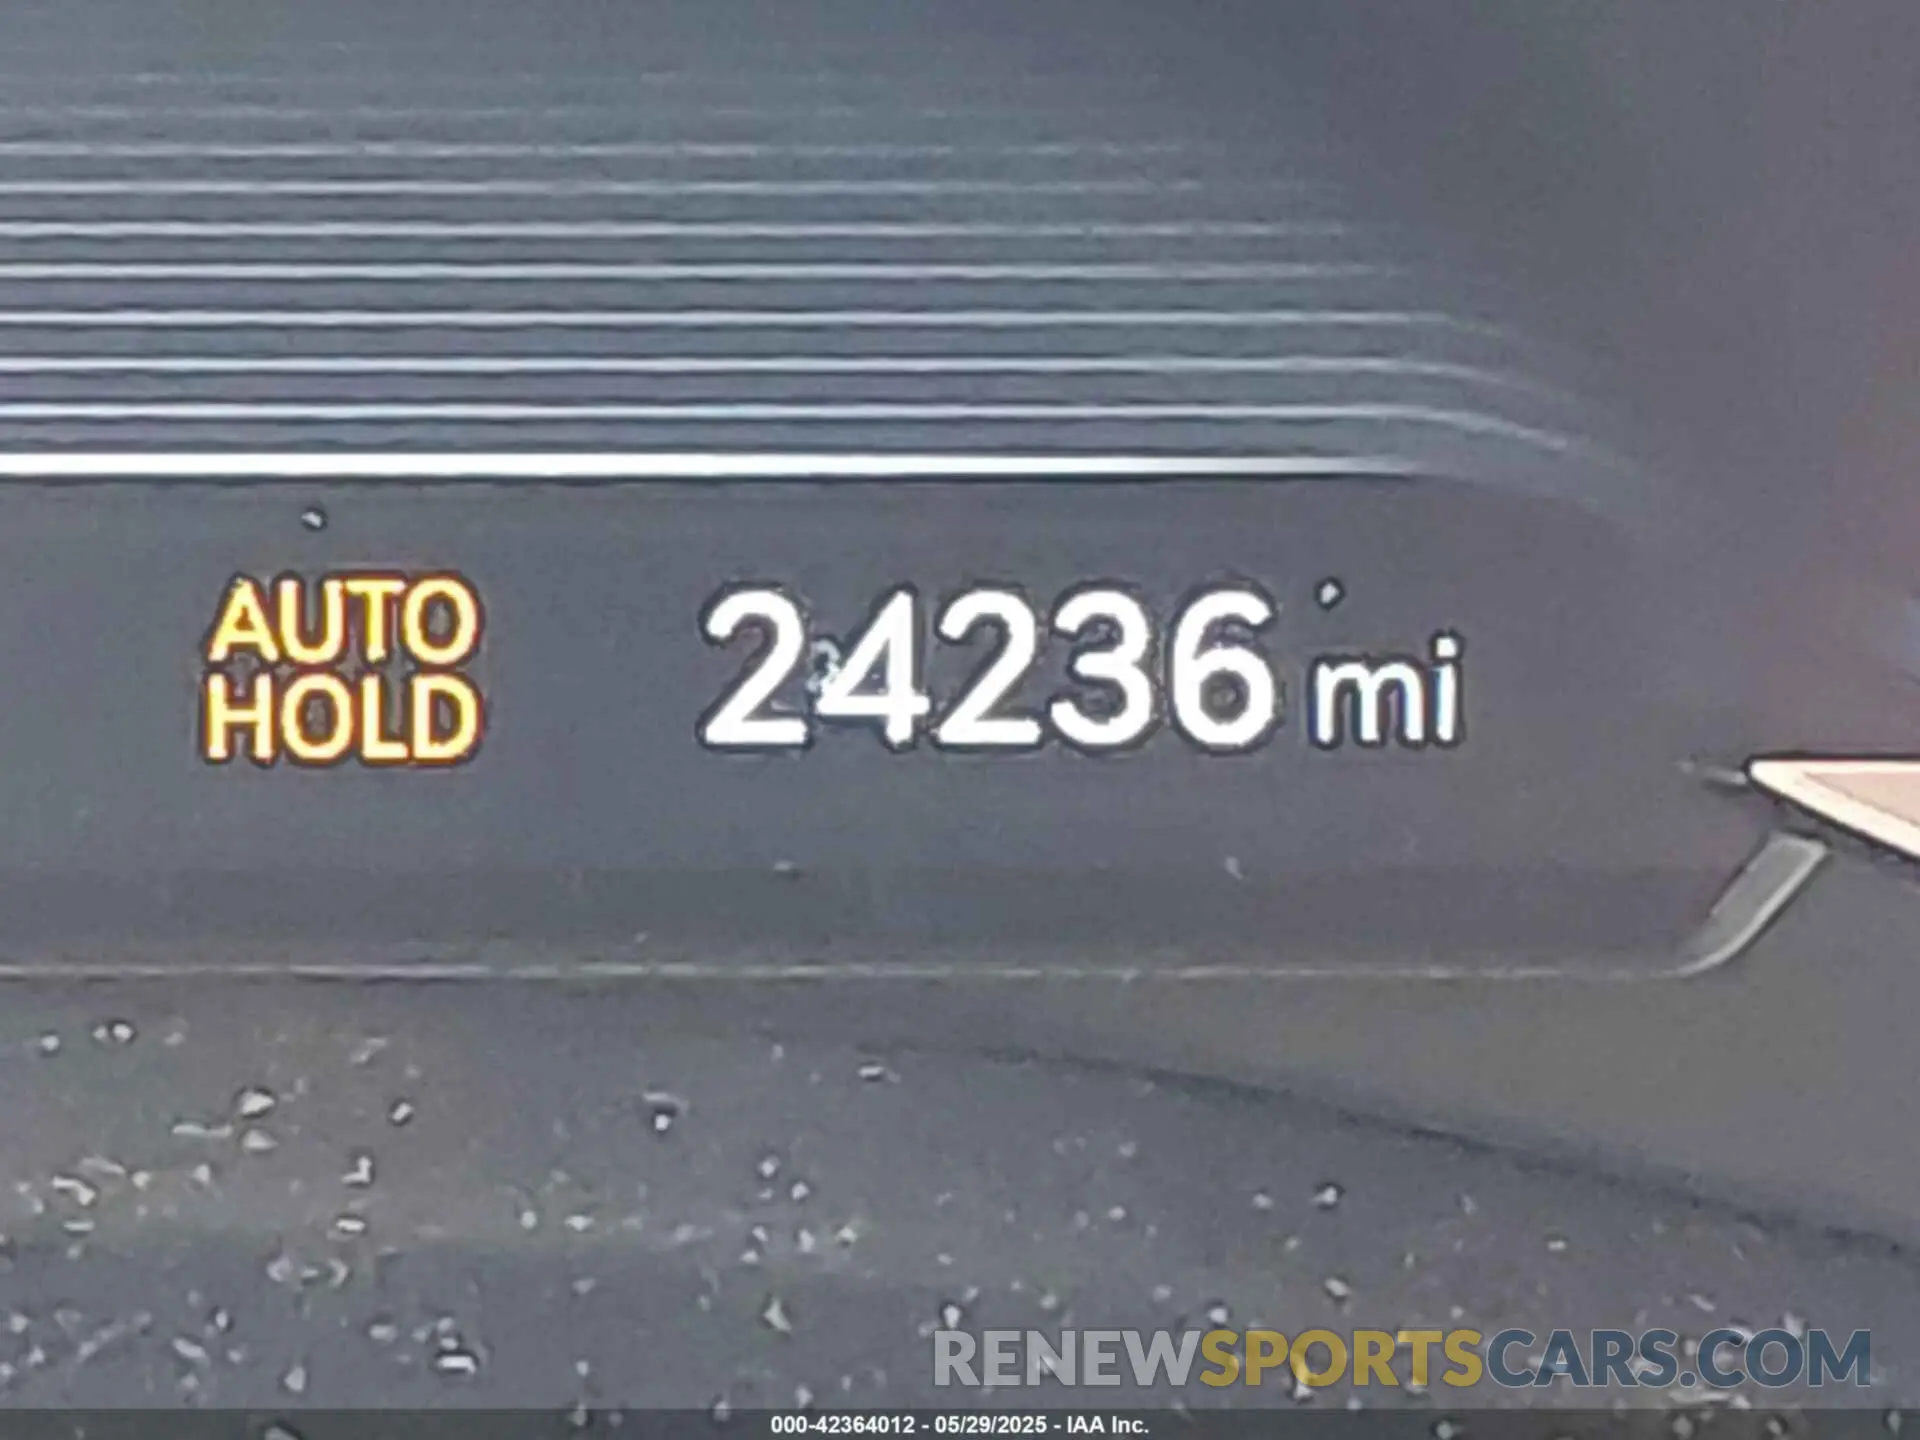 AUTO
HOLD
24236 mi
RENEWSPORTSCARS.COM
000-42364012 - 05/29/2025 - IAA Inc.